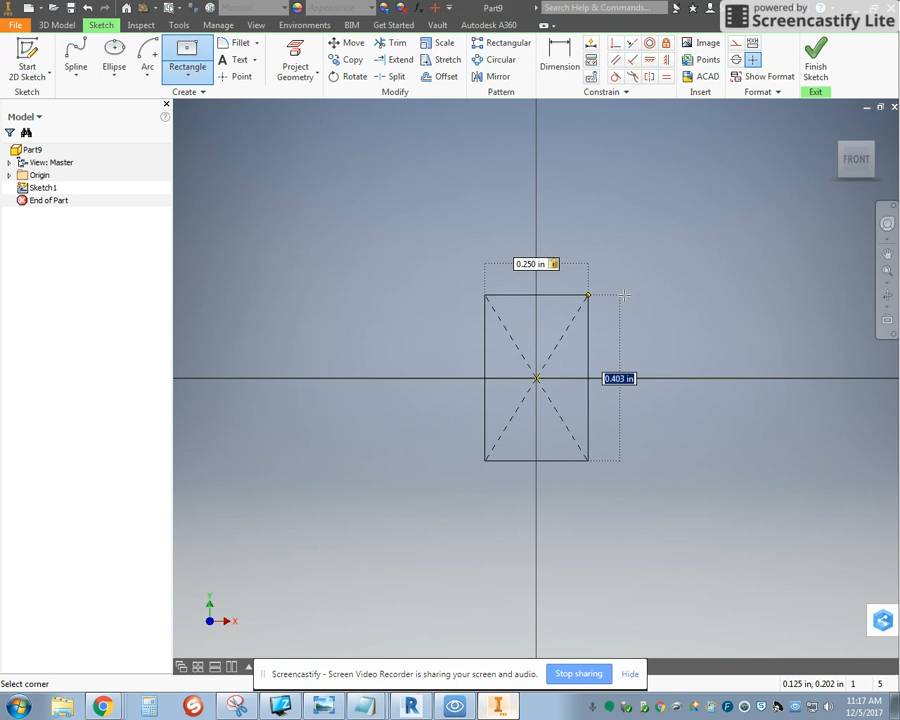 PRO
Part9
Search Help & Commands...
powered by
Screencastify Lite
File
3D Model
Sketch
Inspect
Tools
Manage
View
Environments
BIM
Get Started
Vault
Autodesk A360
2D Sketch
Spline
Ellipse
Arc
Rectangle
Fillet
Text
Point
Project
Geometry
Move
Copy
Rotate
Trim
Extend
Split
Scale
Stretch
Offset
Rectangular
Circular
Mirror
Dimension
Image
Points
ACAD
Show Format
Finish
Sketch
Sketch
Create
Modify
Pattern
Constrain
Insert
Format
Exit
Model
Part9
View: Master
Origin
Sketch1
End of Part
FRONT
0.250 in
0.403 in
Y
X
Screencastify - Screen Video Recorder is sharing your screen and audio.
Stop sharing
Hide
Select corner
0.125 in, 0.202 in
1
5
11:17 AM
12/5/2017